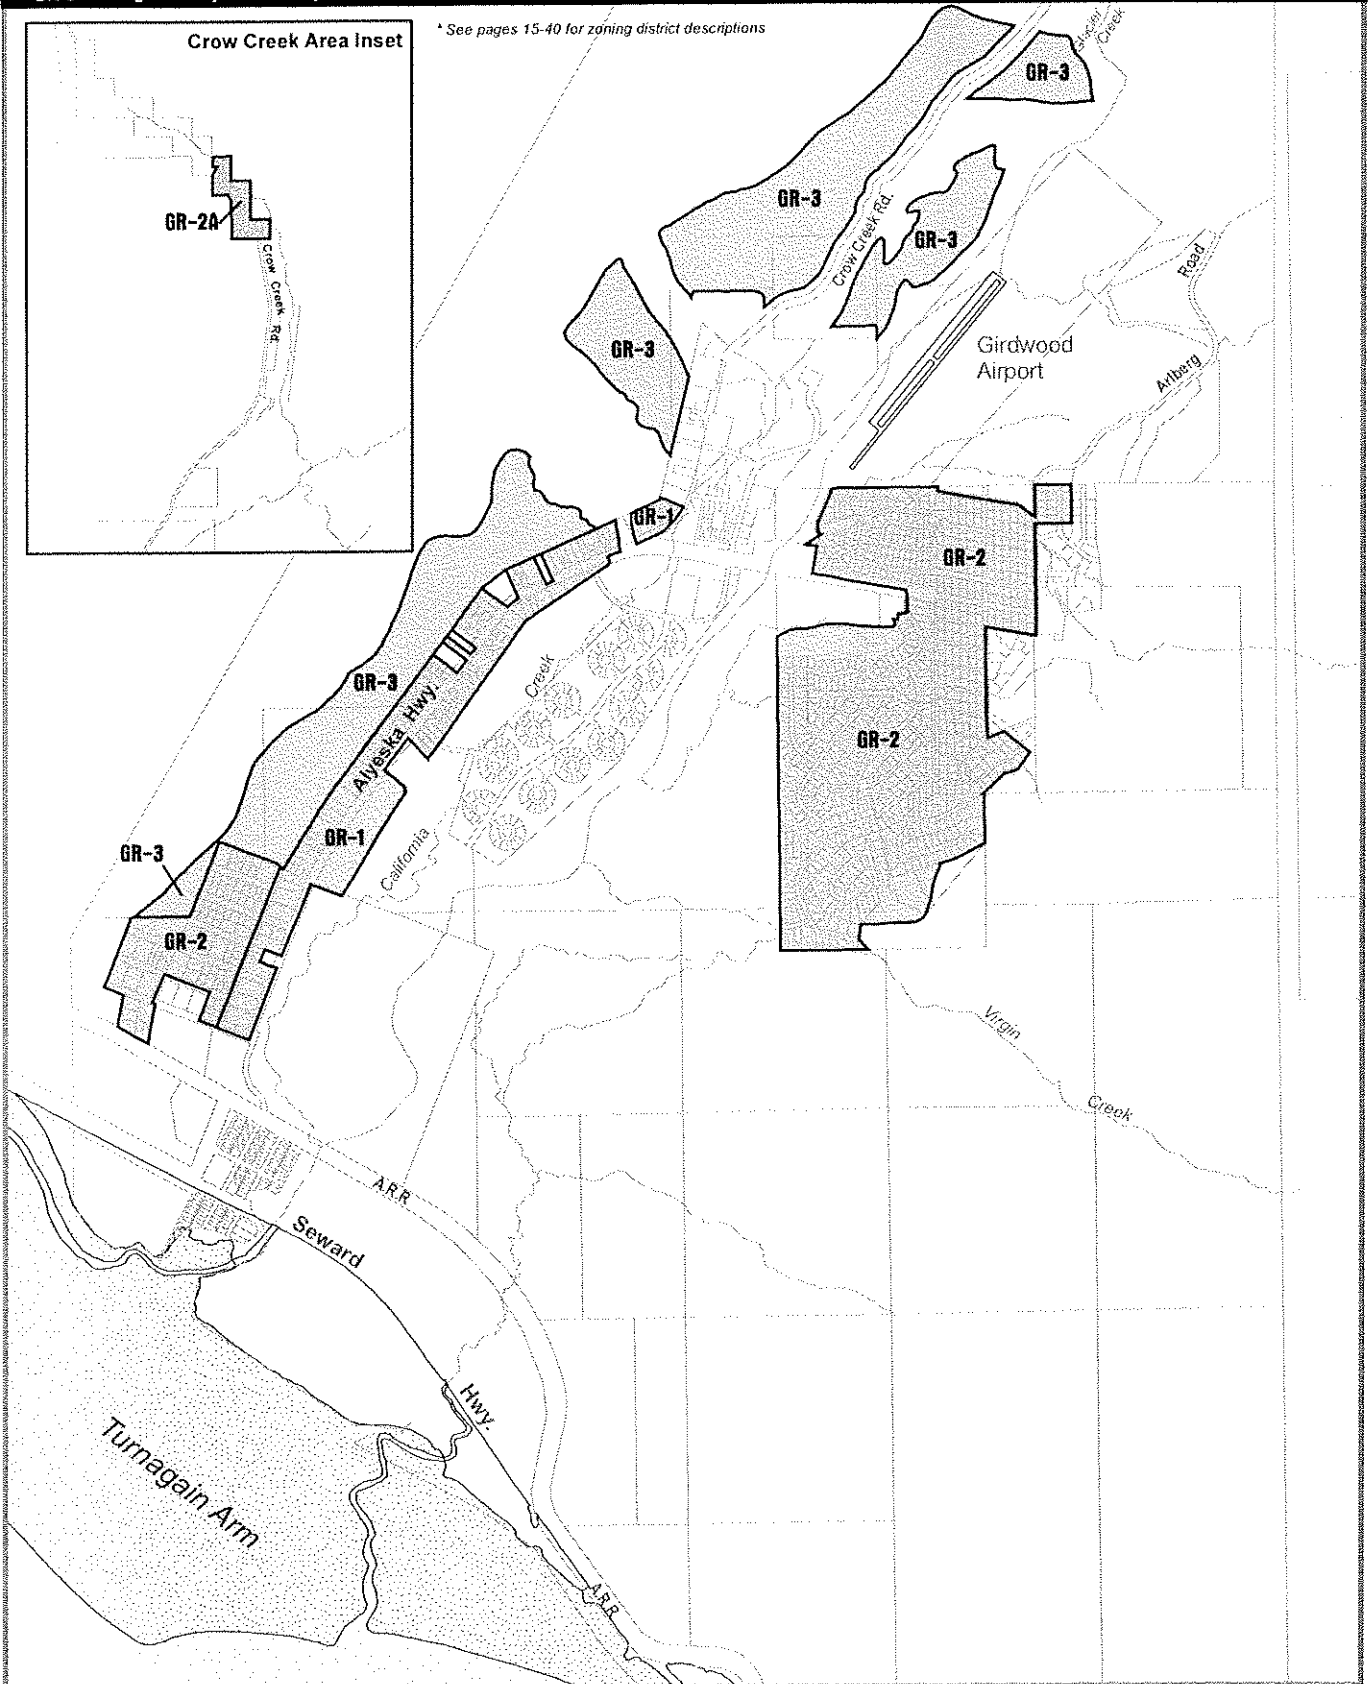 Crow Creek Area Inset
* See pages 15-40 for zoning district descriptions
Glacier
Creek
GR-3
GR-2A
Crow Creek Rd.
GR-3
Crow Creek Rd.
GR-3
Road
Arlberg
Girdwood
Airport
GR-3
GR-1
GR-2
GR-3
Alyeska Hwy.
Creek
California
GR-2
GR-1
GR-3
GR-2
Virgin
Creek
A.R.R
Seward
Hwy.
Turnagain Arm
A.R.R